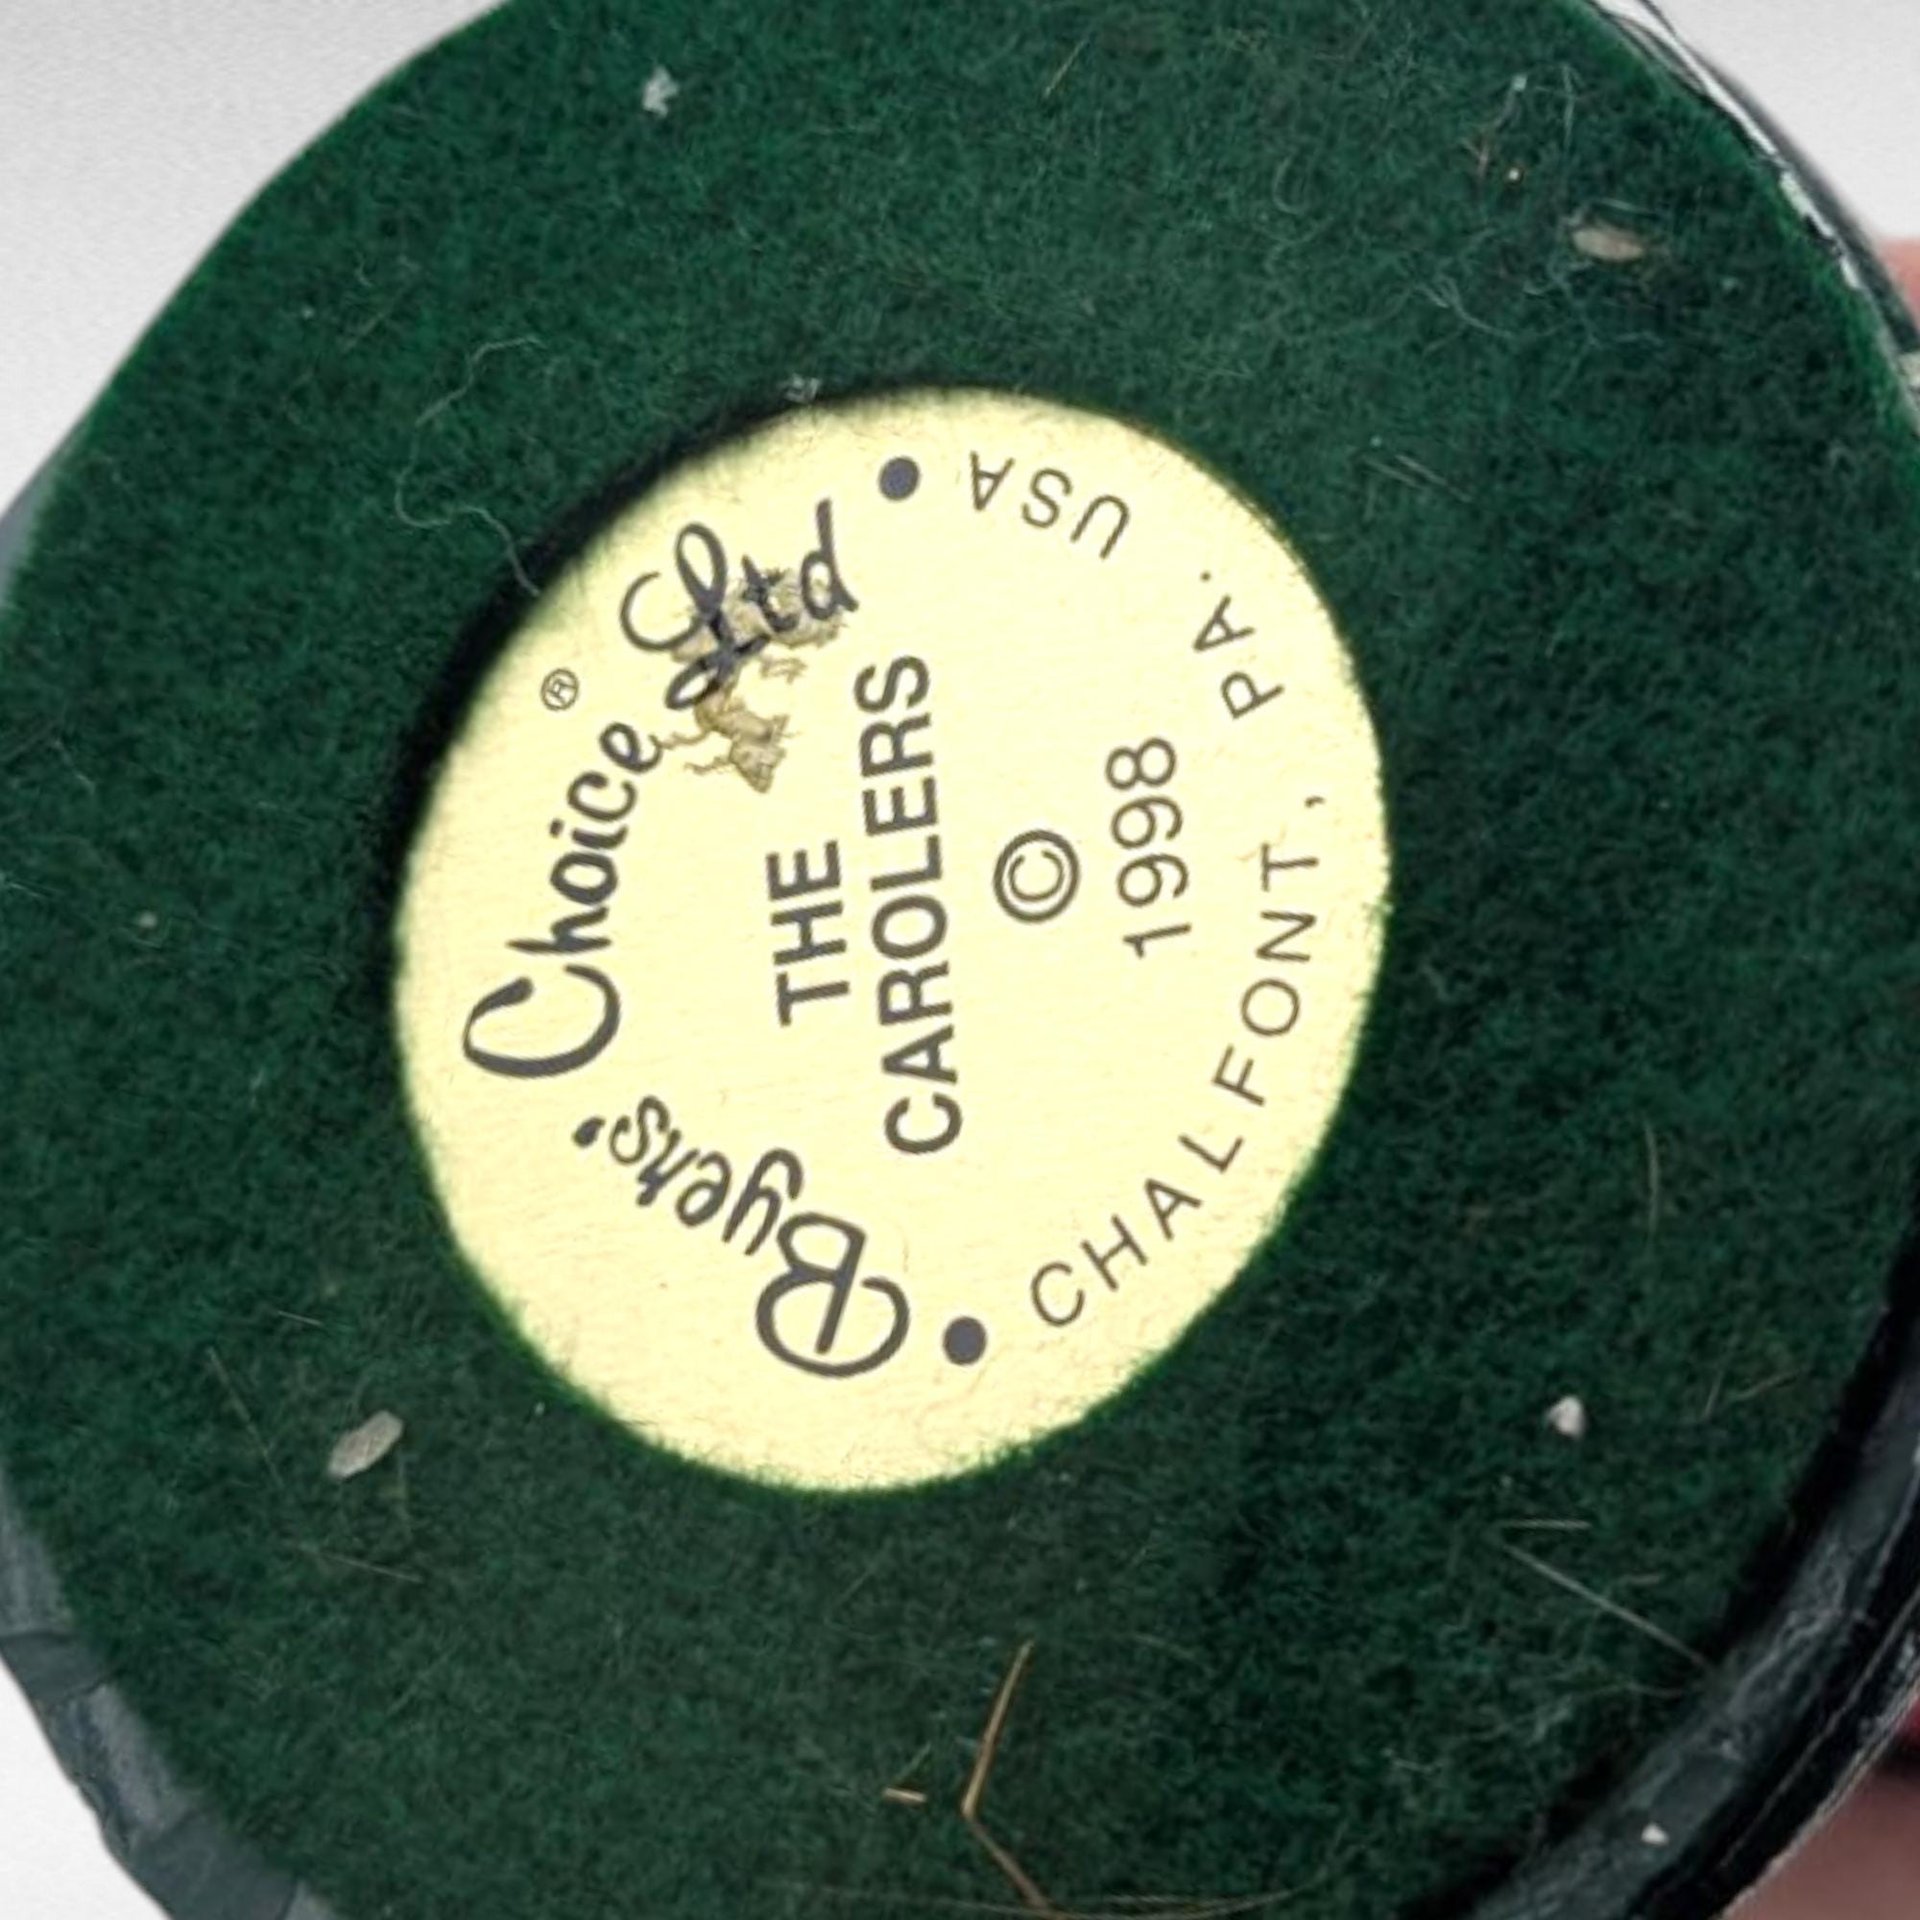 Byers' Choice® Ltd
THE
CAROLERS
©
1998
• CHALFONT, PA. USA •